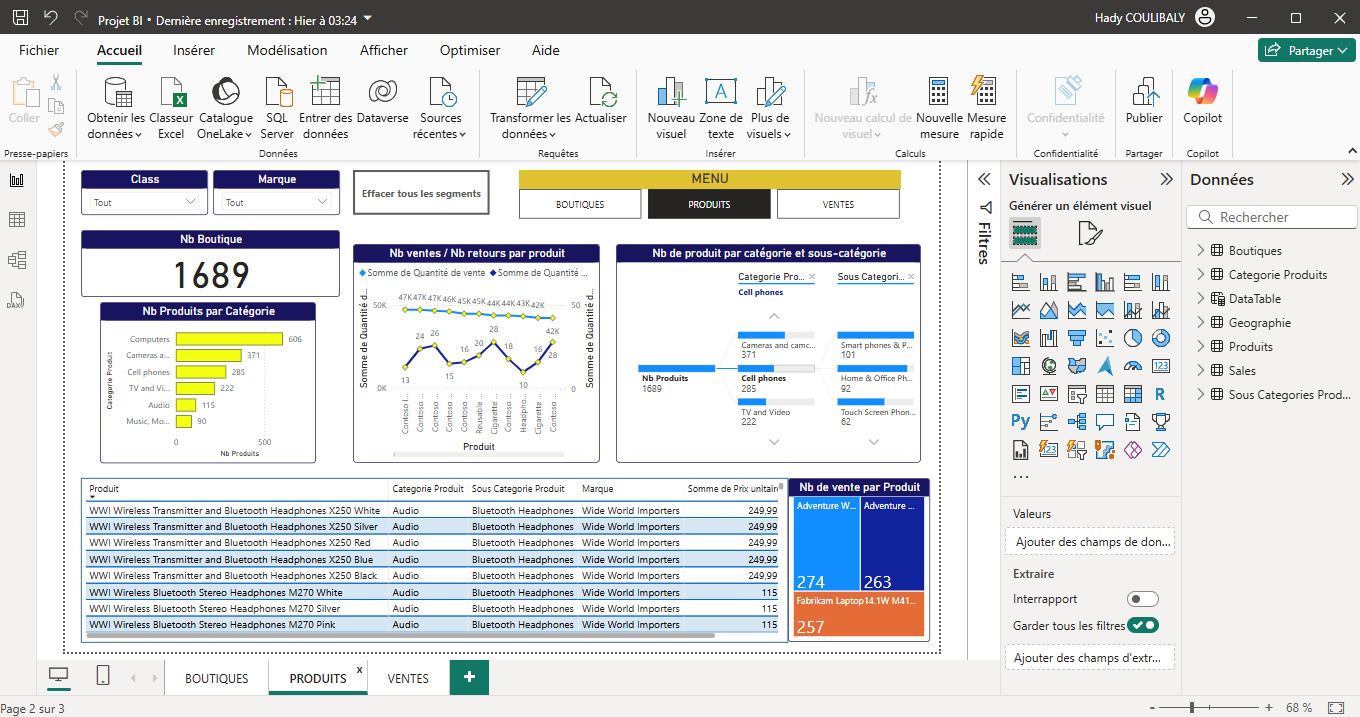 Projet BI • Dernière enregistrement : Hier à 03:24
Hady COULIBALY
Fichier Accueil Insérer Modélisation Afficher Optimiser Aide
Partager
Coller
Obtenir les données
Classeur Excel
Catalogue OneLake
SQL Server
Entrer des données
Dataverse
Sources récentes
Transformer les données
Actualiser
Nouveau visuel
Zone de texte
Plus de visuels
Nouveau calcul de visuel
Nouvelle mesure
Mesure rapide
Confidentialité
Publier
Copilot
Presse-papiers Données Requêtes Insérer Calculs Confidentialité Partager Copilot
Class
Tout
Marque
Tout
Effacer tous les segments
MENU
BOUTIQUES PRODUITS VENTES
Nb Boutique
1689
Nb Produits par Catégorie
Categorie Produit
Computers 606
Cameras a... 371
Cell phones 285
TV and Vi... 222
Audio 115
Music, Mo... 90
0 500
Nb Produits
Nb ventes / Nb retours par produit
Somme de Quantité de vente Somme de Quantité ...
Somme de Quantité d...
50K
0K
47K 47K 47K 46K 45K 45K 44K 44K 43K 42K 42K
13 24 26 15 16 20 28 18 10 16 28
50
0
Somme de Quantité d...
Contoso I...
Contoso ...
Contoso ...
Contoso ...
Contoso ...
Reusable ...
Cigarette ...
Contoso ...
Headpho...
Cigarette ...
Contoso ...
Produit
Nb de produit par catégorie et sous-catégorie
Categorie Pro... Sous Categori...
Cell phones
Nb Produits
1689
Cameras and camc...
371
Cell phones
285
TV and Video
222
Smart phones & P...
101
Home & Office Ph...
92
Touch Screen Phon...
62
Produit Categorie Produit Sous Categorie Produit Marque Somme de Prix unitair
WWI Wireless Transmitter and Bluetooth Headphones X250 White Audio Bluetooth Headphones Wide World Importers 249,99
WWI Wireless Transmitter and Bluetooth Headphones X250 Silver Audio Bluetooth Headphones Wide World Importers 249,99
WWI Wireless Transmitter and Bluetooth Headphones X250 Red Audio Bluetooth Headphones Wide World Importers 249,99
WWI Wireless Transmitter and Bluetooth Headphones X250 Blue Audio Bluetooth Headphones Wide World Importers 249,99
WWI Wireless Transmitter and Bluetooth Headphones X250 Black Audio Bluetooth Headphones Wide World Importers 249,99
WWI Wireless Bluetooth Stereo Headphones M270 White Audio Bluetooth Headphones Wide World Importers 115
WWI Wireless Bluetooth Stereo Headphones M270 Silver Audio Bluetooth Headphones Wide World Importers 115
WWI Wireless Bluetooth Stereo Headphones M270 Pink Audio Bluetooth Headphones Wide World Importers 115
Nb de vente par Produit
Adventure W...
274
Adventure ...
263
Fabrikam Laptop14.1W M41...
257
Filtres
Visualisations
Générer un élément visuel
123
R
Py
...
Valeurs
Ajouter des champs de don...
Extraire
Interrapport
Garder tous les filtres
Ajouter des champs d'extr...
Données
Rechercher
Boutiques
Categorie Produits
DataTable
Geographie
Produits
Sales
Sous Categories Prod...
BOUTIQUES PRODUITS x VENTES +
Page 2 sur 3
- + 68 %